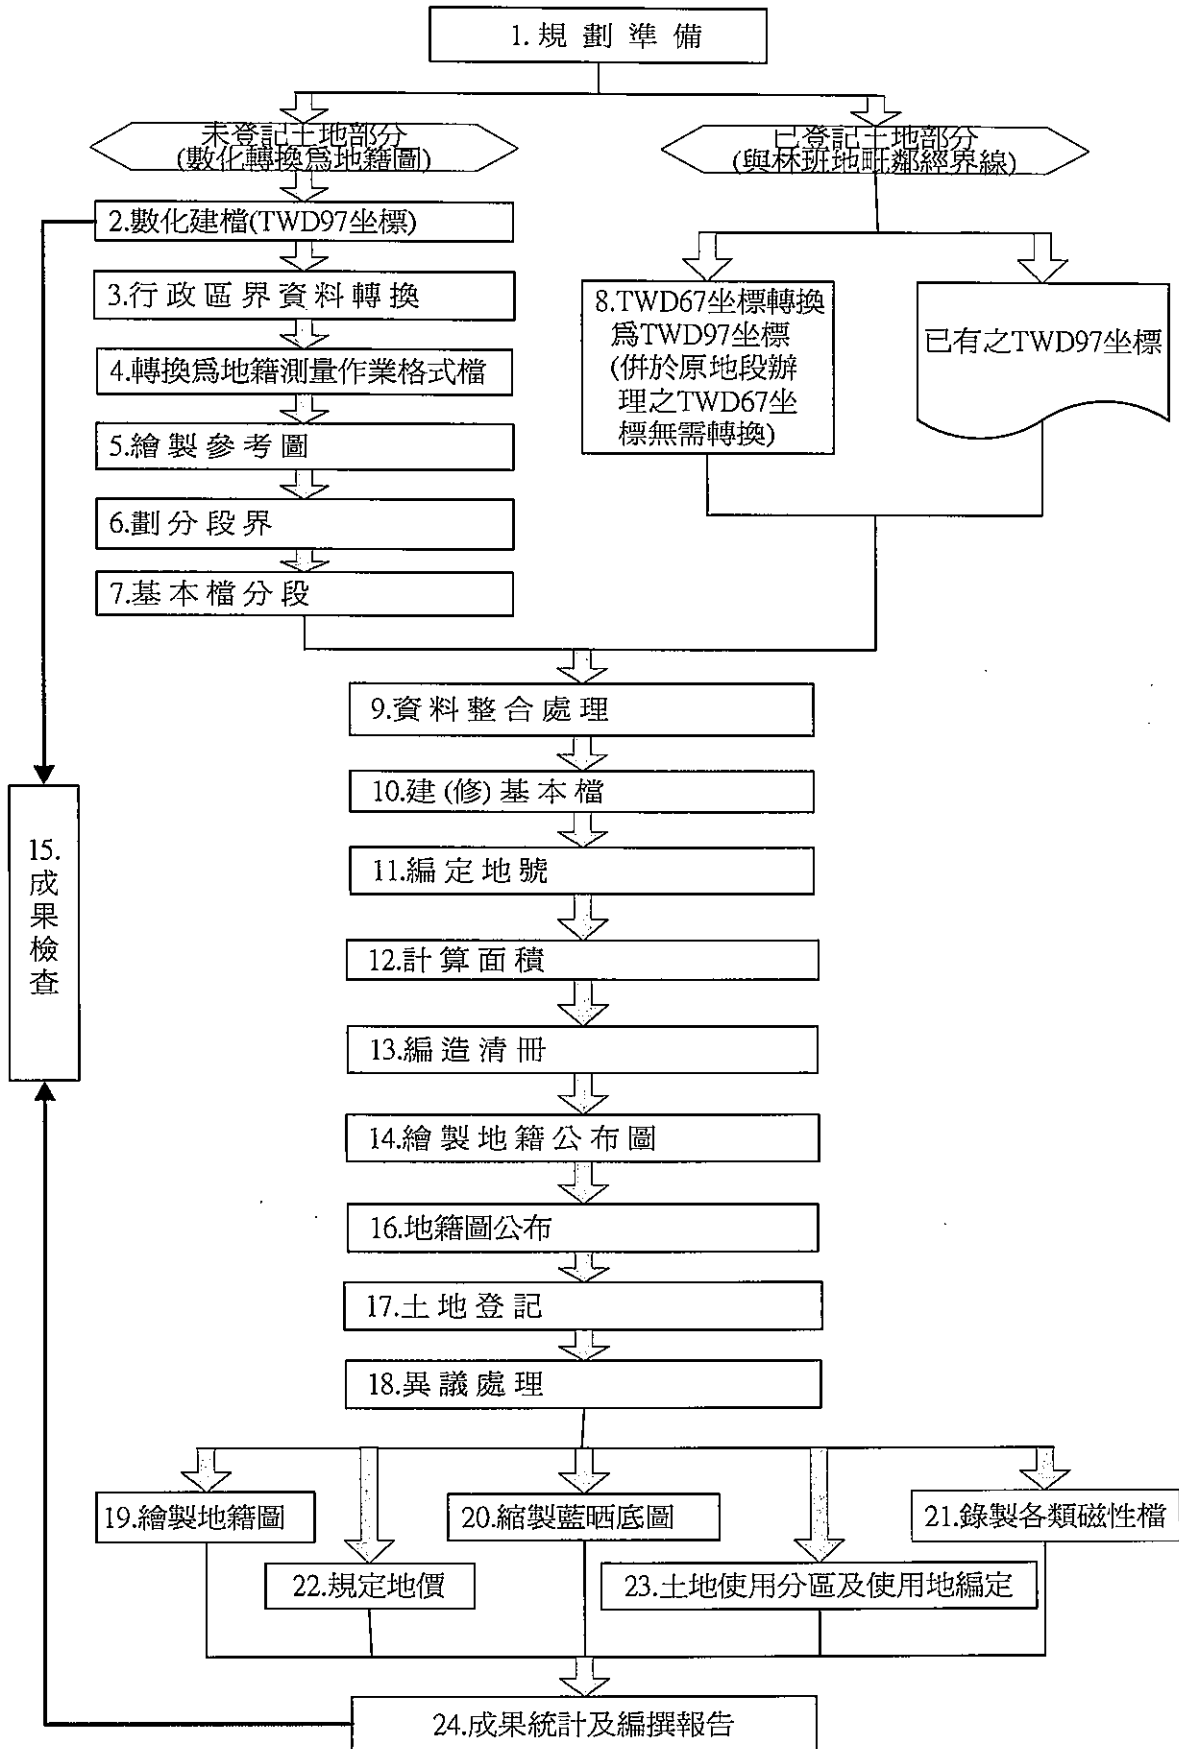 1.規劃準備
未登記土地部分
(數化轉換爲地籍圖)
已登記土地部分
(與林班地毗鄰經界線)
2.數化建檔(TWD97坐標)
3.行政區界資料轉換
4.轉換爲地籍測量作業格式檔
5.繪製參考圖
6.劃分段界
7.基本檔分段
8.TWD67坐標轉換
爲TWD97坐標
(併於原地段辦
理之TWD67坐
標無需轉換)
已有之TWD97坐標
9.資料整合處理
10.建(修)基本檔
11.編定地號
12.計算面積
13.編造清冊
14.繪製地籍公布圖
15.
成
果
檢
查
16.地籍圖公布
17.土地登記
18.異議處理
19.繪製地籍圖
20.縮製藍晒底圖
21.錄製各類磁性檔
22.規定地價
23.土地使用分區及使用地編定
24.成果統計及編撰報告